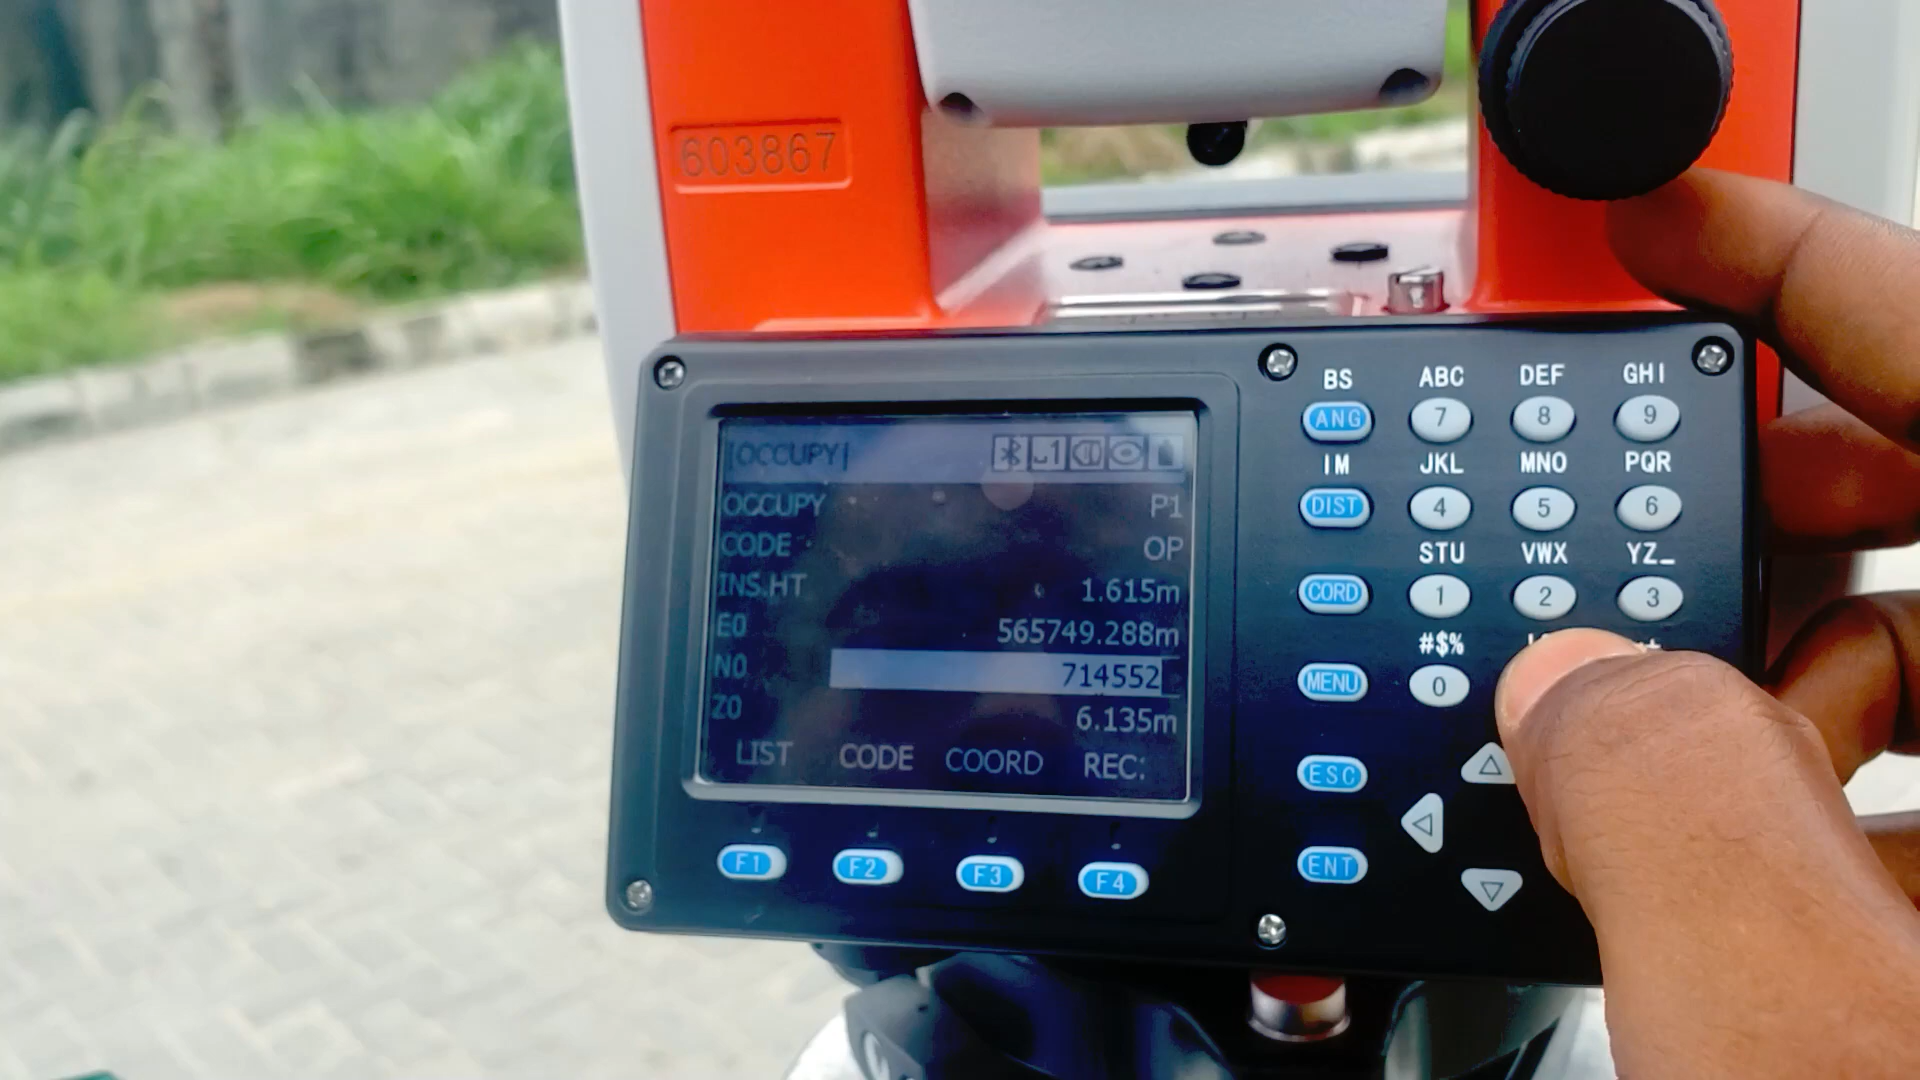 603867
[OCCUPY]
1
OCCUPY P1
CODE OP
INS.HT 1.615m
E0 565749.288m
N0 714552
Z0 6.135m
LIST CODE COORD REC:
F1 F2 F3 F4
BS ABC DEF GHI
ANG 7 8 9
IM JKL MNO PQR
DIST 4 5 6
STU VWX YZ_
CORD 1 2 3
#$%
MENU 0
ESC
ENT